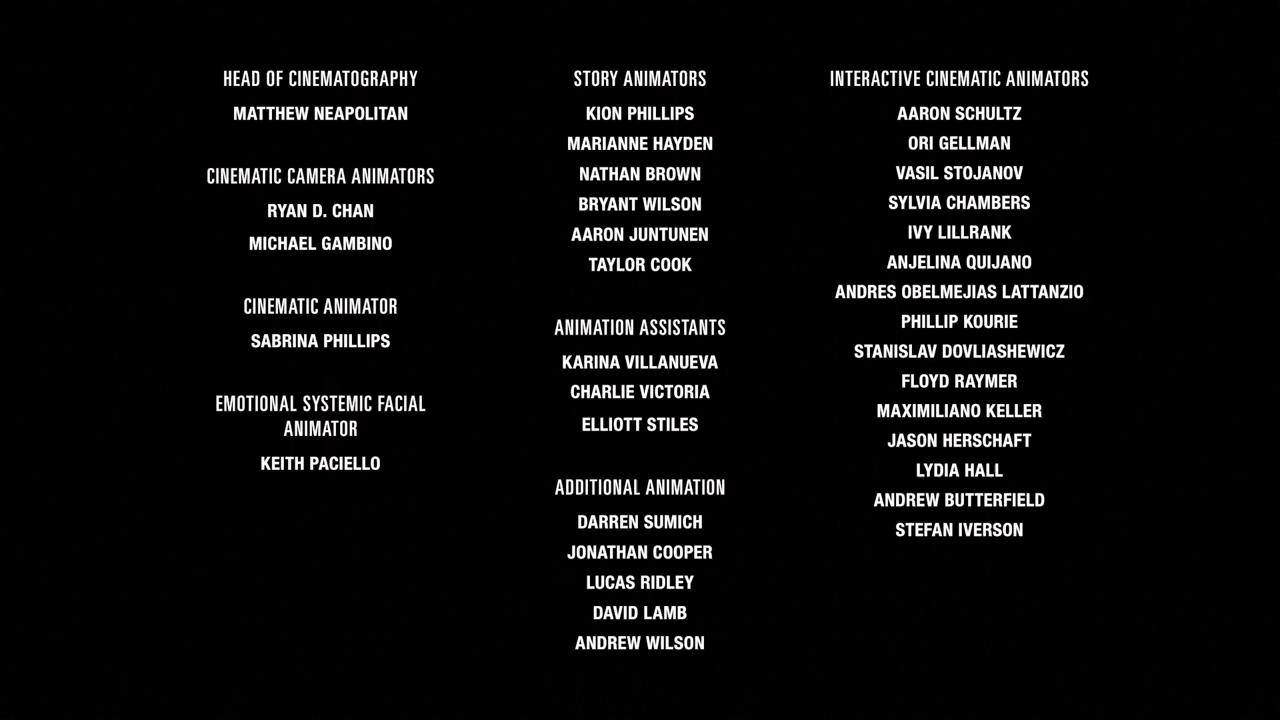 HEAD OF CINEMATOGRAPHY
MATTHEW NEAPOLITAN
CINEMATIC CAMERA ANIMATORS
RYAN D. CHAN
MICHAEL GAMBINO
CINEMATIC ANIMATOR
SABRINA PHILLIPS
EMOTIONAL SYSTEMIC FACIAL
ANIMATOR
KEITH PACIELLO
STORY ANIMATORS
KION PHILLIPS
MARIANNE HAYDEN
NATHAN BROWN
BRYANT WILSON
AARON JUNTUNEN
TAYLOR COOK
ANIMATION ASSISTANTS
KARINA VILLANUEVA
CHARLIE VICTORIA
ELLIOTT STILES
ADDITIONAL ANIMATION
DARREN SUMICH
JONATHAN COOPER
LUCAS RIDLEY
DAVID LAMB
ANDREW WILSON
INTERACTIVE CINEMATIC ANIMATORS
AARON SCHULTZ
ORI GELLMAN
VASIL STOJANOV
SYLVIA CHAMBERS
IVY LILLRANK
ANJELINA QUIJANO
ANDRES OBELMEJIAS LATTANZIO
PHILLIP KOURIE
STANISLAV DOVLIASHEWICZ
FLOYD RAYMER
MAXIMILIANO KELLER
JASON HERSCHAFT
LYDIA HALL
ANDREW BUTTERFIELD
STEFAN IVERSON